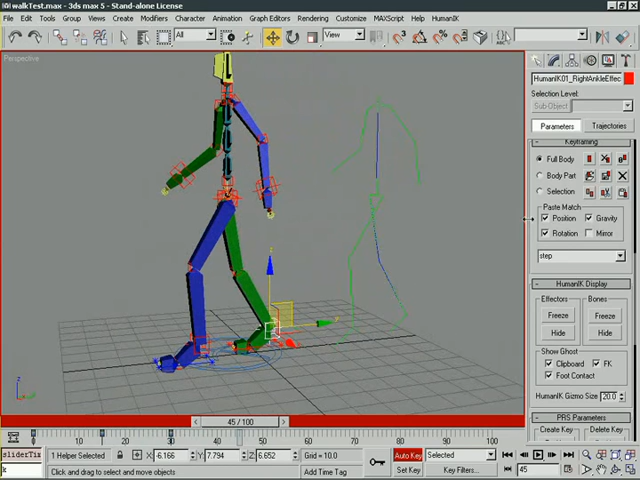 walkTest.max - 3ds max 5 - Stand-alone License
File Edit Tools Group Views Create Modifiers Character Animation Graph Editors Rendering Customize MAXScript Help HumanIK
All
View
Perspective
HumanIK01_RightAnkleEffec
Selection Level:
Sub-Object
Parameters Trajectories
Keyframing
Full Body
Body Part
Selection
Paste Match
Position Gravity
Rotation Mirror
step
HumanIK Display
Effectors Bones
Freeze Freeze
Hide Hide
Show Ghost
Clipboard FK
Foot Contact
HumanIK Gizmo Size 20.0
PRS Parameters
Create Key Delete Key
z
y
45 / 100
0 10 20 30 40 50 60 70 80 90 100
sliderTim 1 Helper Selected X: -6.166 Y: 7.794 Z: 6.652 Grid = 10.0 Auto Key Selected
Click and drag to select and move objects Add Time Tag Set Key Key Filters... 45